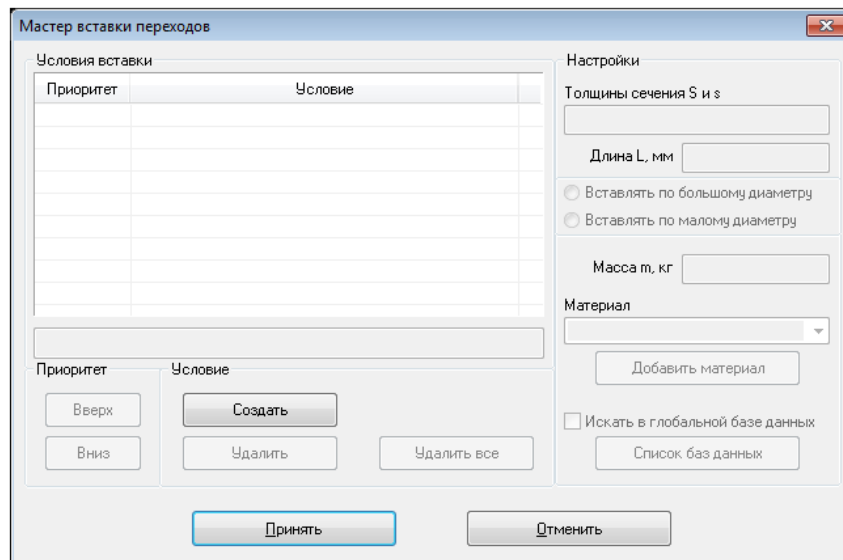 Мастер вставки переходов
Условия вставки
Приоритет Условие
Приоритет
Вверх
Вниз
Условие
Создать
Удалить Удалить все
Настройки
Толщины сечения S и s
Длина L, мм
Вставлять по большому диаметру
Вставлять по малому диаметру
Масса m, кг
Материал
Добавить материал
Искать в глобальной базе данных
Список баз данных
Принять Отменить